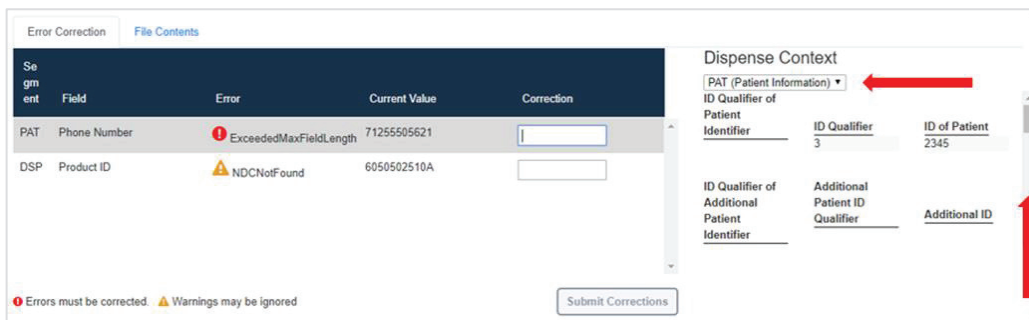 Error Correction File Contents
Se
gm
ent Field Error Current Value Correction
PAT Phone Number ExceededMaxFieldLength 71255505621
DSP Product ID NDCNotFound 6050502510A
Errors must be corrected. Warnings may be ignored
Submit Corrections
Dispense Context
PAT (Patient Information)
ID Qualifier of
Patient
Identifier ID Qualifier ID of Patient
3 2345
ID Qualifier of Additional
Additional Patient ID
Patient Qualifier Additional ID
Identifier